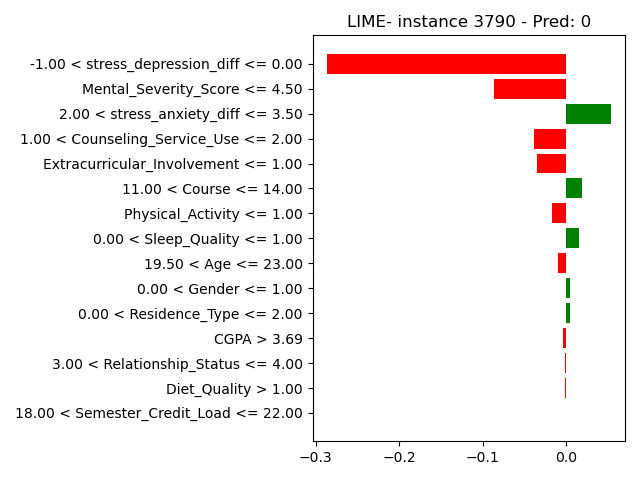 LIME- instance 3790 - Pred: 0
-1.00 < stress_depression_diff <= 0.00
Mental_Severity_Score <= 4.50
2.00 < stress_anxiety_diff <= 3.50
1.00 < Counseling_Service_Use <= 2.00
Extracurricular_Involvement <= 1.00
11.00 < Course <= 14.00
Physical_Activity <= 1.00
0.00 < Sleep_Quality <= 1.00
19.50 < Age <= 23.00
0.00 < Gender <= 1.00
0.00 < Residence_Type <= 2.00
CGPA > 3.69
3.00 < Relationship_Status <= 4.00
Diet_Quality > 1.00
18.00 < Semester_Credit_Load <= 22.00
−0.3 −0.2 −0.1 0.0